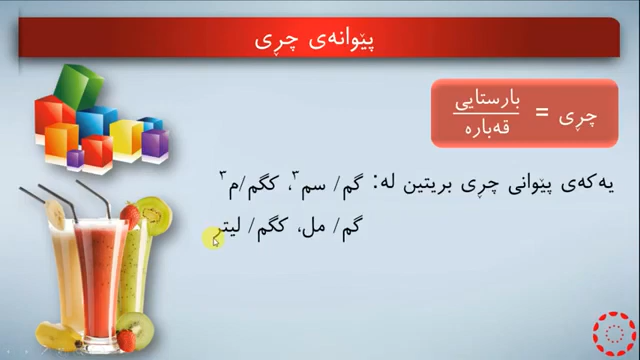 پێوانەی چڕی
چڕی = بارستایی / قەبارە
یەکەی پێوانی چڕی بریتین لە: گم/ سم٣، کگم/م٣
گم/ مل، کگم/ لیتر